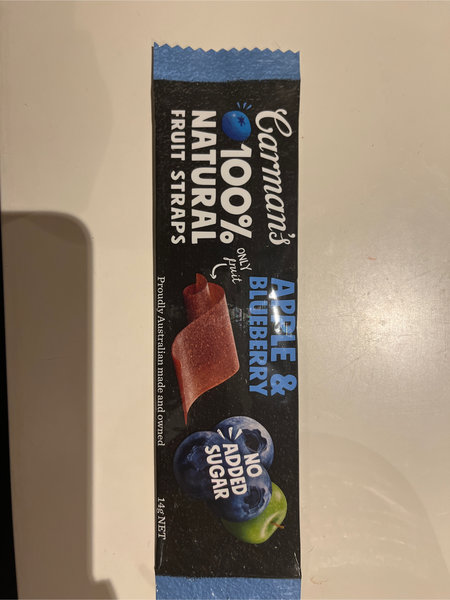 Carman's
100%
NATURAL
FRUIT STRAPS
ONLY
fruit
APPLE &
BLUEBERRY
NO
ADDED
SUGAR
Proudly Australian made and owned
14g NET